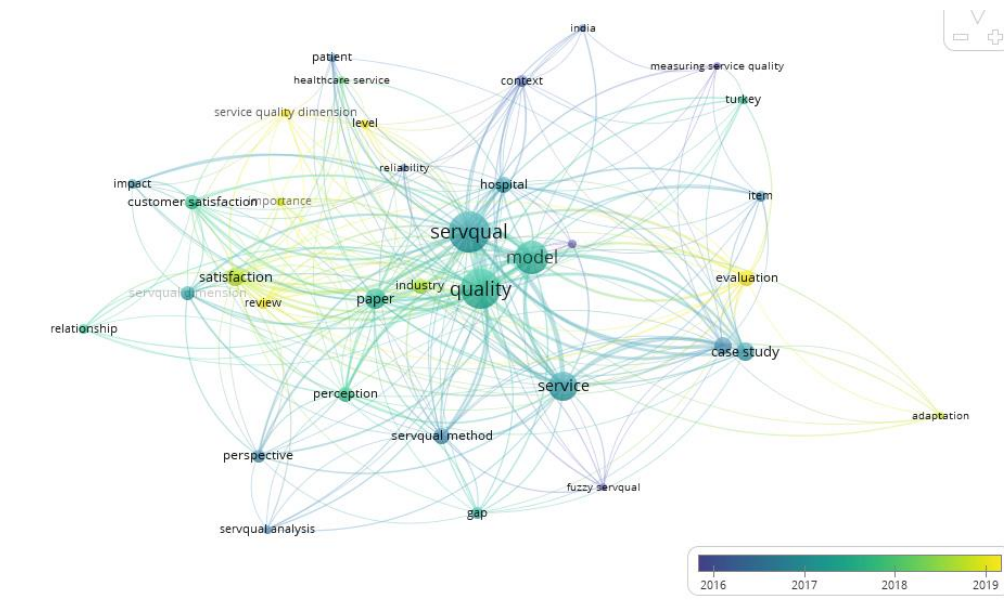 india
patient
measuring service quality
healthcare service
context
turkey
service quality dimension
level
reliability
impact
hospital
item
customer satisfaction
importance
servqual
model
satisfaction
industry
evaluation
servqual dimension
quality
review
paper
relationship
case study
service
perception
adaptation
servqual method
perspective
fuzzy servqual
gap
servqual analysis
2016
2017
2018
2019